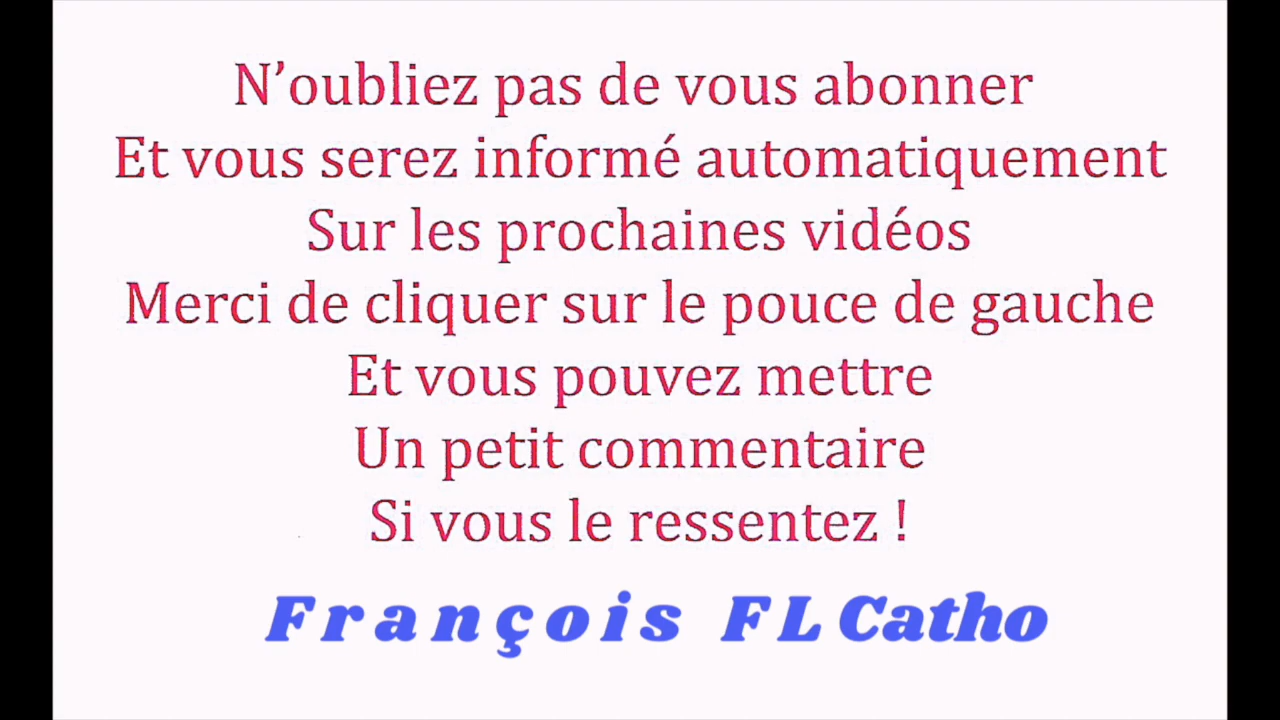 N’oubliez pas de vous abonner
Et vous serez informé automatiquement
Sur les prochaines vidéos
Merci de cliquer sur le pouce de gauche
Et vous pouvez mettre
Un petit commentaire
Si vous le ressentez !
François FLCatho